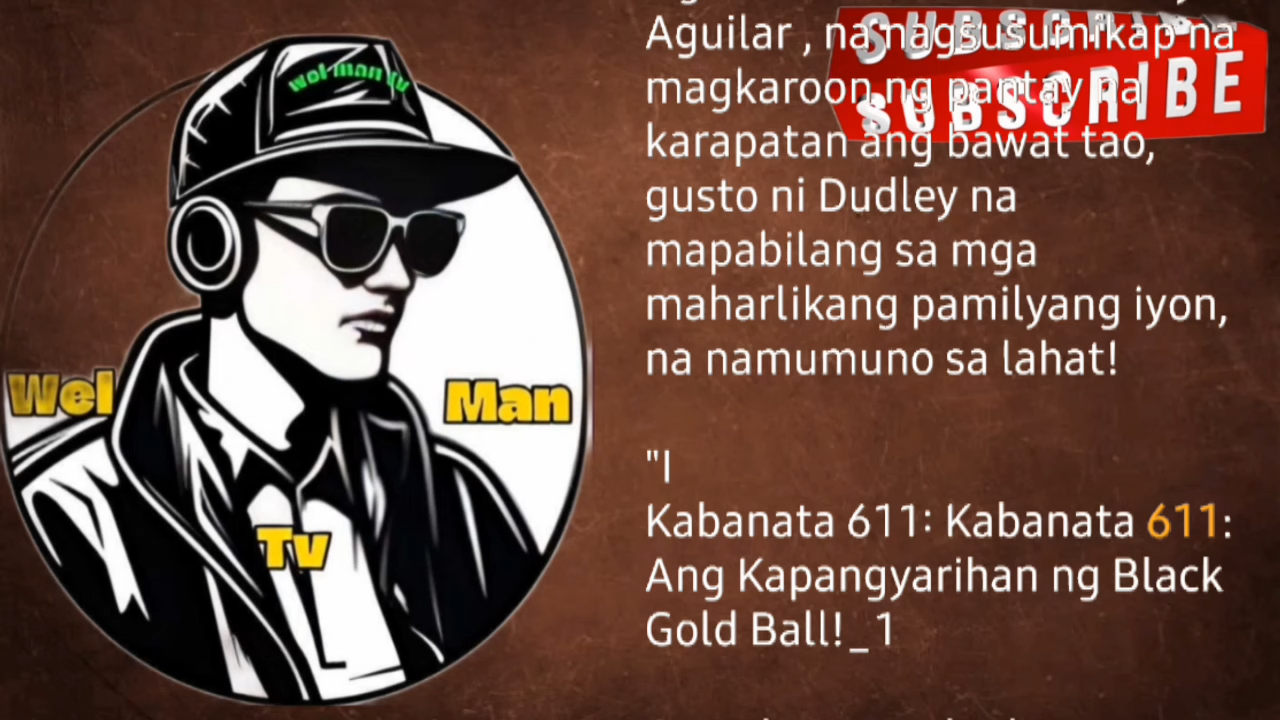 wel man tv
Wel
Man
Tv
SUBSCRIBE
SUBSCRIBE
Aguilar , na nagsusumikap na
magkaroon ng pantay na
karapatan ang bawat tao,
gusto ni Dudley na
mapabilang sa mga
maharlikang pamilyang iyon,
na namumuno sa lahat!
"|
Kabanata 611: Kabanata 611:
Ang Kapangyarihan ng Black
Gold Ball!_1